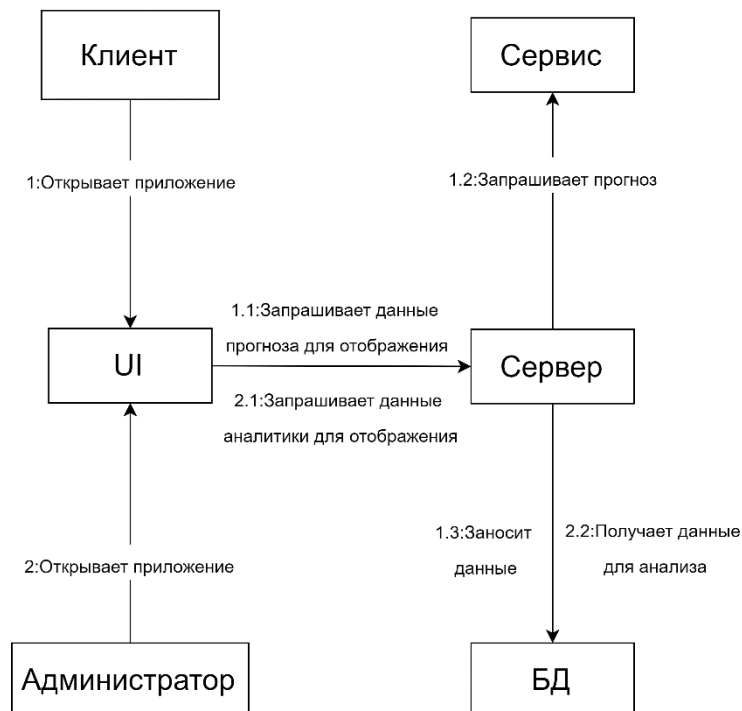 Клиент
Сервис
1:Открывает приложение
1.2:Запрашивает прогноз
1.1:Запрашивает данные
прогноза для отображения
UI
Сервер
2.1:Запрашивает данные
аналитики для отображения
1.3:Заносит
данные
2.2:Получает данные
для анализа
2:Открывает приложение
Администратор
БД